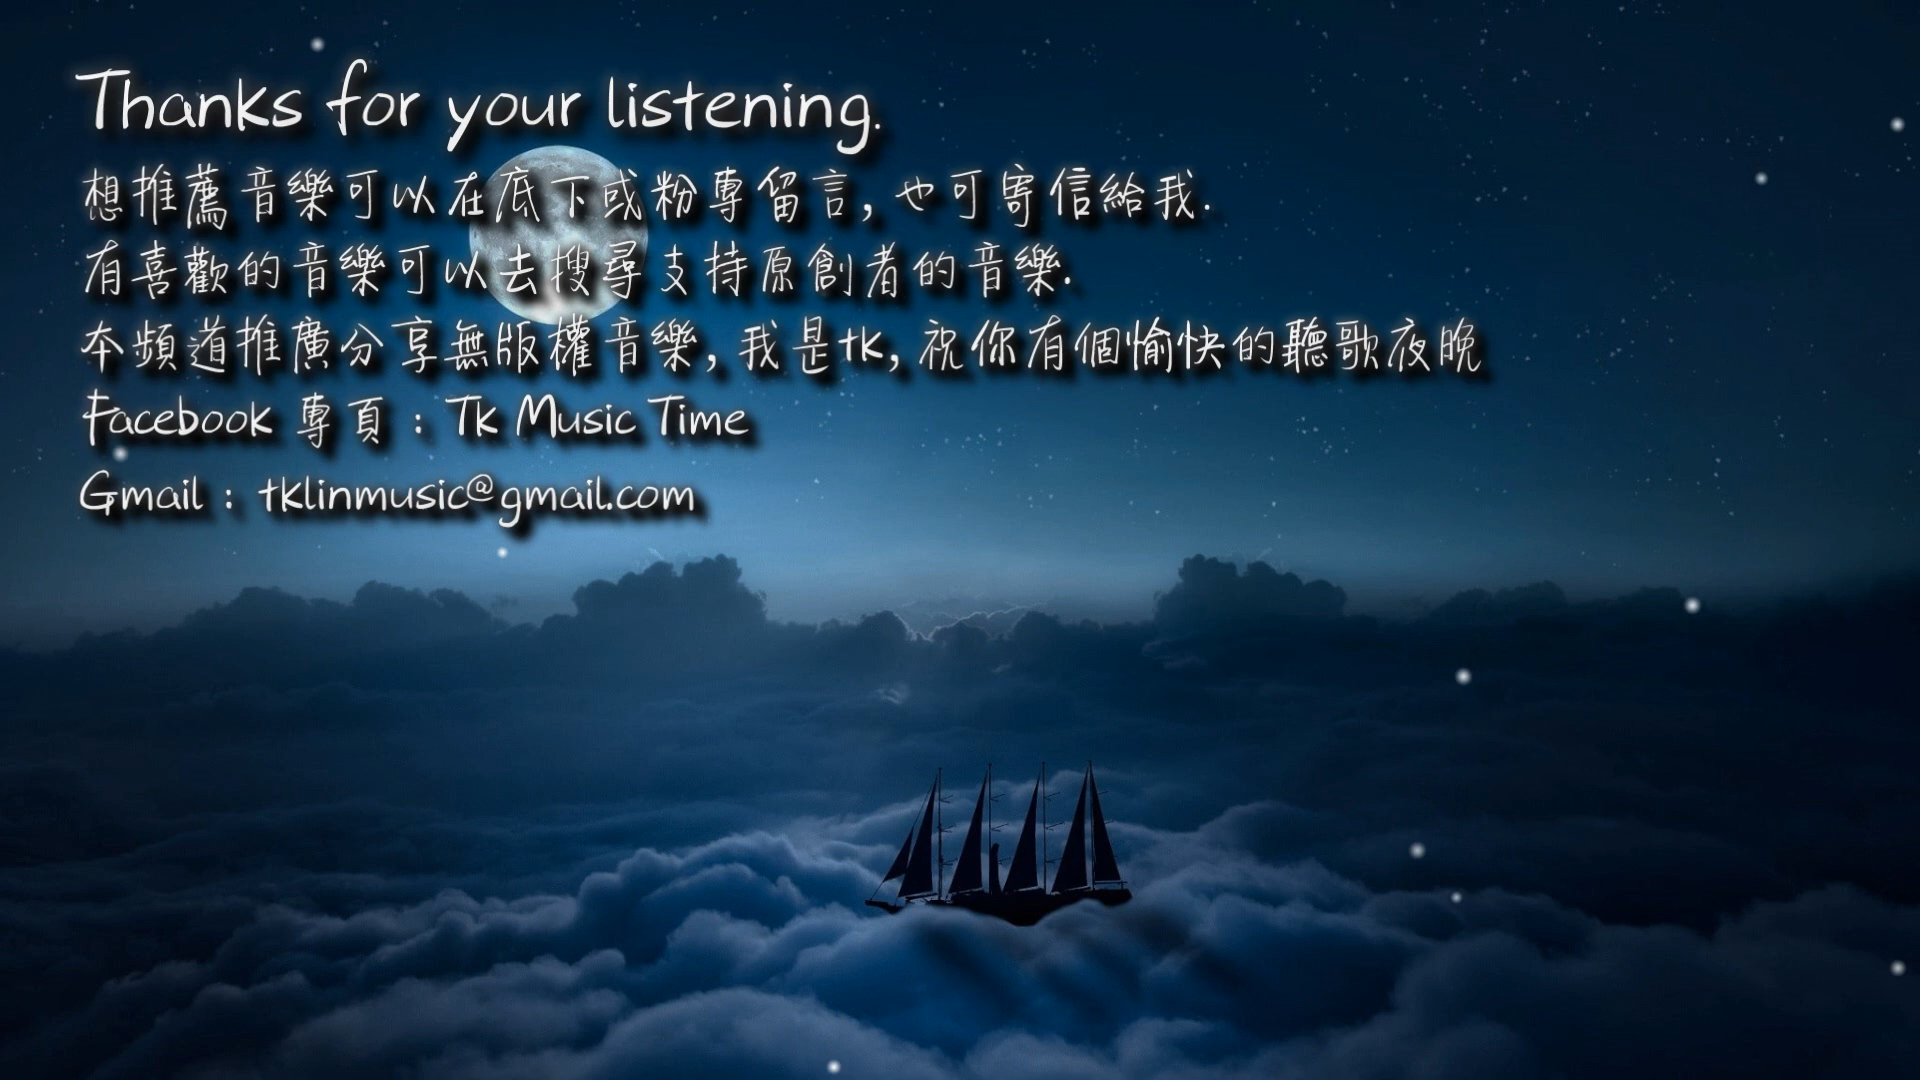 Thanks for your listening.
想推薦音樂可以在底下或粉專留言, 也可寄信給我.
有喜歡的音樂可以去搜尋支持原創者的音樂.
本頻道推廣分享無版權音樂, 我是tk, 祝你有個愉快的聽歌夜晚
Facebook 專頁 : Tk Music Time
Gmail : tklinmusic@gmail.com